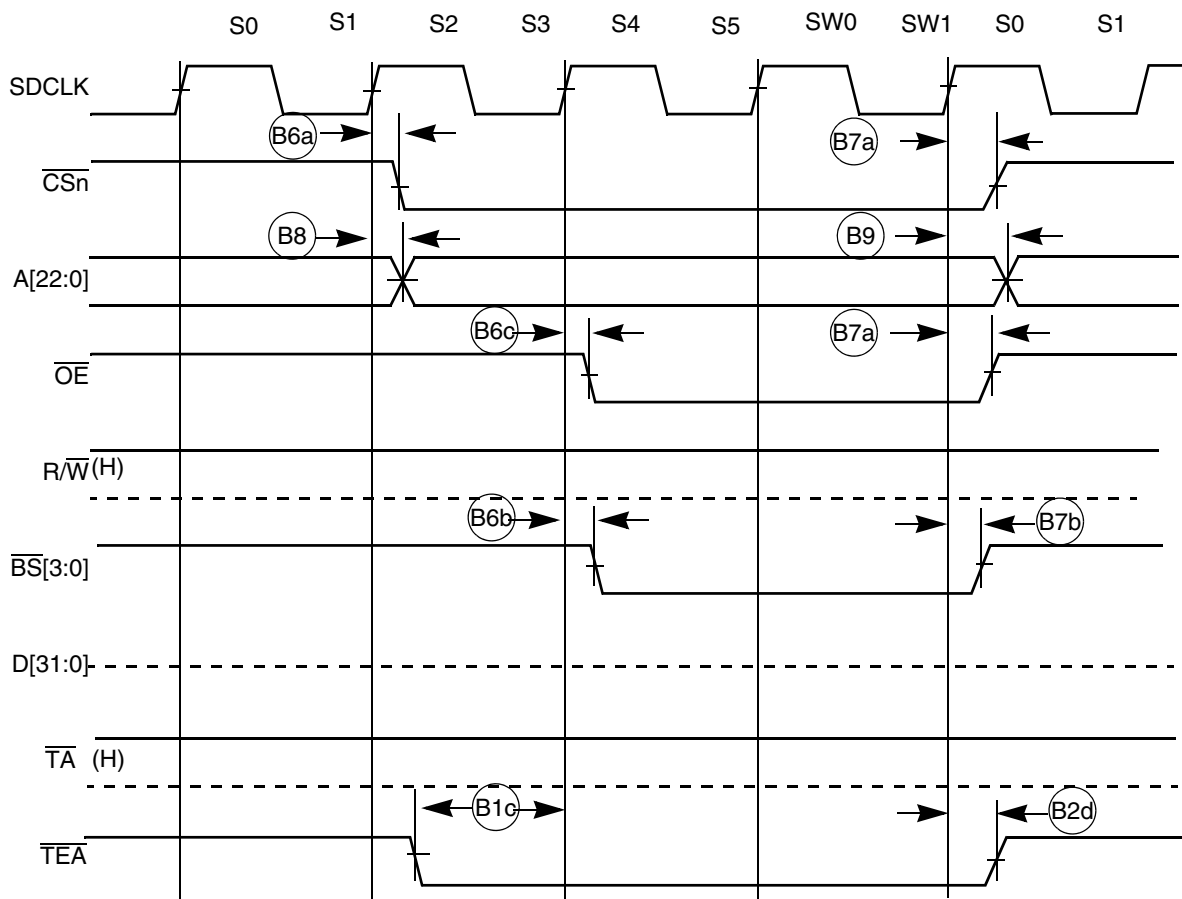 S0 S1 S2 S3 S4 S5 SW0 SW1 S0 S1
SDCLK
B6a B7a
CSn
B8 B9
A[22:0]
B6c B7a
OE
R/W (H)
B6b B7b
BS[3:0]
D[31:0]
TA (H)
B1c B2d
TEA